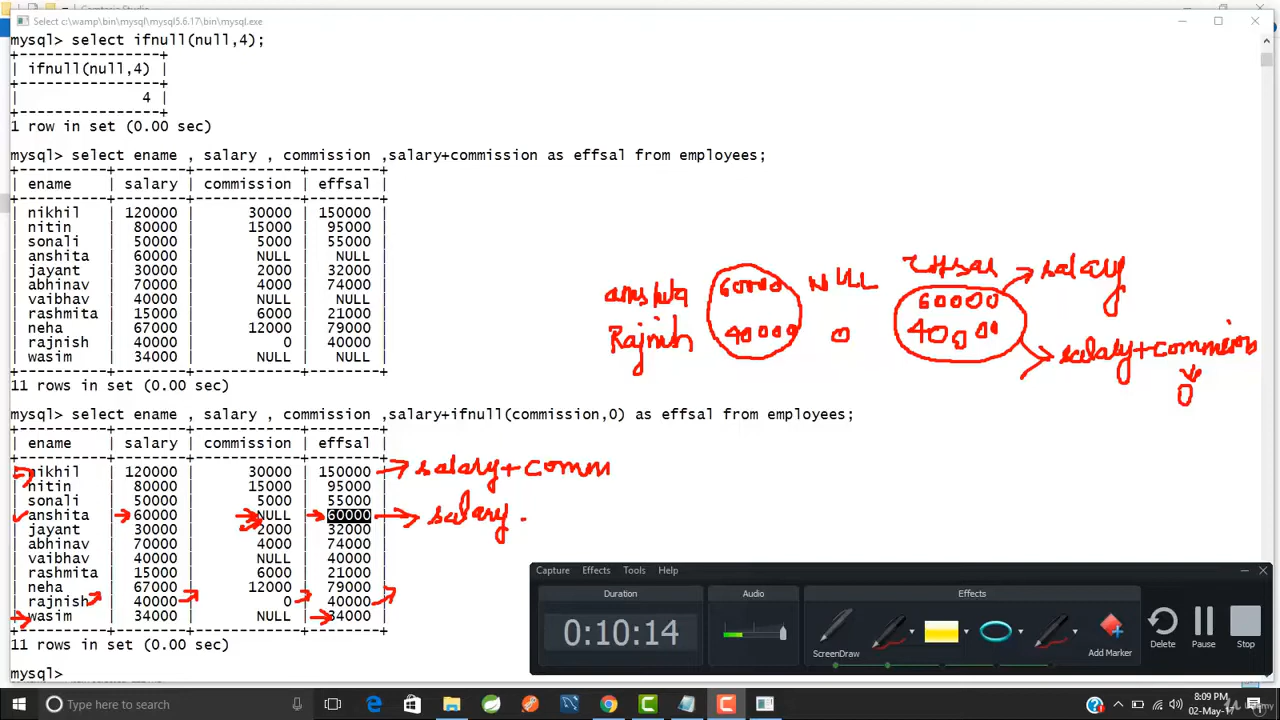 Select c:\wamp\bin\mysql\mysql5.6.17\bin\mysql.exe
mysql> select ifnull(null,4);
+----------------+
| ifnull(null,4) |
+----------------+
|              4 |
+----------------+
1 row in set (0.00 sec)
mysql> select ename , salary , commission ,salary+commission as effsal from employees;
+----------+--------+------------+--------+
| ename    | salary | commission | effsal |
+----------+--------+------------+--------+
| nikhil   | 120000 |      30000 | 150000 |
| nitin    |  80000 |      15000 |  95000 |
| sonali   |  50000 |       5000 |  55000 |
| anshita  |  60000 |       NULL |   NULL |
| jayant   |  30000 |       2000 |  32000 |
| abhinav  |  70000 |       4000 |  74000 |
| vaibhav  |  40000 |       NULL |   NULL |
| rashmita |  15000 |       6000 |  21000 |
| neha     |  67000 |      12000 |  79000 |
| rajnish  |  40000 |          0 |  40000 |
| wasim    |  34000 |       NULL |   NULL |
+----------+--------+------------+--------+
11 rows in set (0.00 sec)
Effsal salary
anshita 60000 NULL 60000
Rajnish 40000 0 40000 salary+commission
0
mysql> select ename , salary , commission ,salary+ifnull(commission,0) as effsal from employees;
+----------+--------+------------+--------+
| ename    | salary | commission | effsal |
+----------+--------+------------+--------+
| nikhil   | 120000 |      30000 | 150000 | salary+comm
| nitin    |  80000 |      15000 |  95000 |
| sonali   |  50000 |       5000 |  55000 |
| anshita  |  60000 |       NULL |  60000 | salary.
| jayant   |  30000 |       2000 |  32000 |
| abhinav  |  70000 |       4000 |  74000 |
| vaibhav  |  40000 |       NULL |  40000 |
| rashmita |  15000 |       6000 |  21000 |
| neha     |  67000 |      12000 |  79000 |
| rajnish  |  40000 |          0 |  40000 |
| wasim    |  34000 |       NULL |  34000 |
+----------+--------+------------+--------+
11 rows in set (0.00 sec)
mysql>
Capture Effects Tools Help
Duration Audio Effects
0:10:14
ScreenDraw Add Marker Delete Pause Stop
Type here to search
8:09 PM
02-May-17